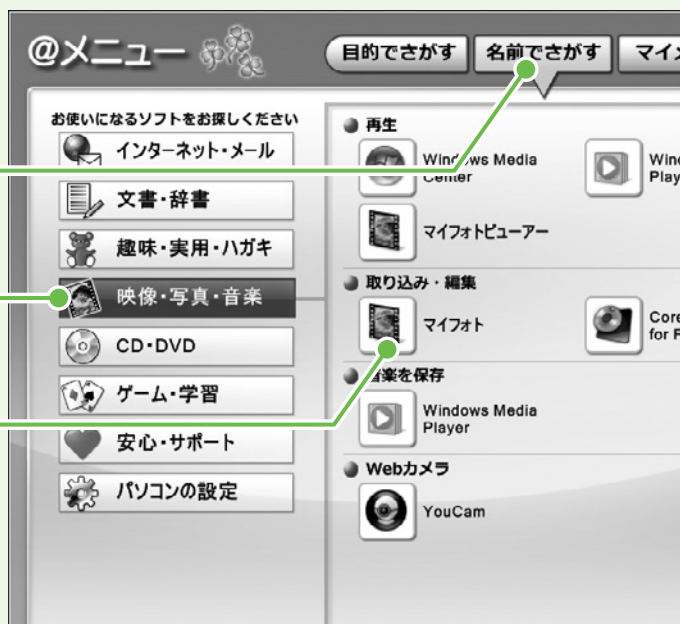 @メニュー
目的でさがす
名前でさがす
マイメ
お使いになるソフトをお探しください
インターネット・メール
文書・辞書
趣味・実用・ハガキ
映像・写真・音楽
CD・DVD
ゲーム・学習
安心・サポート
パソコンの設定
再生
Windows Media
Center
Wind
Play
マイフォトビューアー
取り込み・編集
マイフォト
Core
for P
音楽を保存
Windows Media
Player
Webカメラ
YouCam